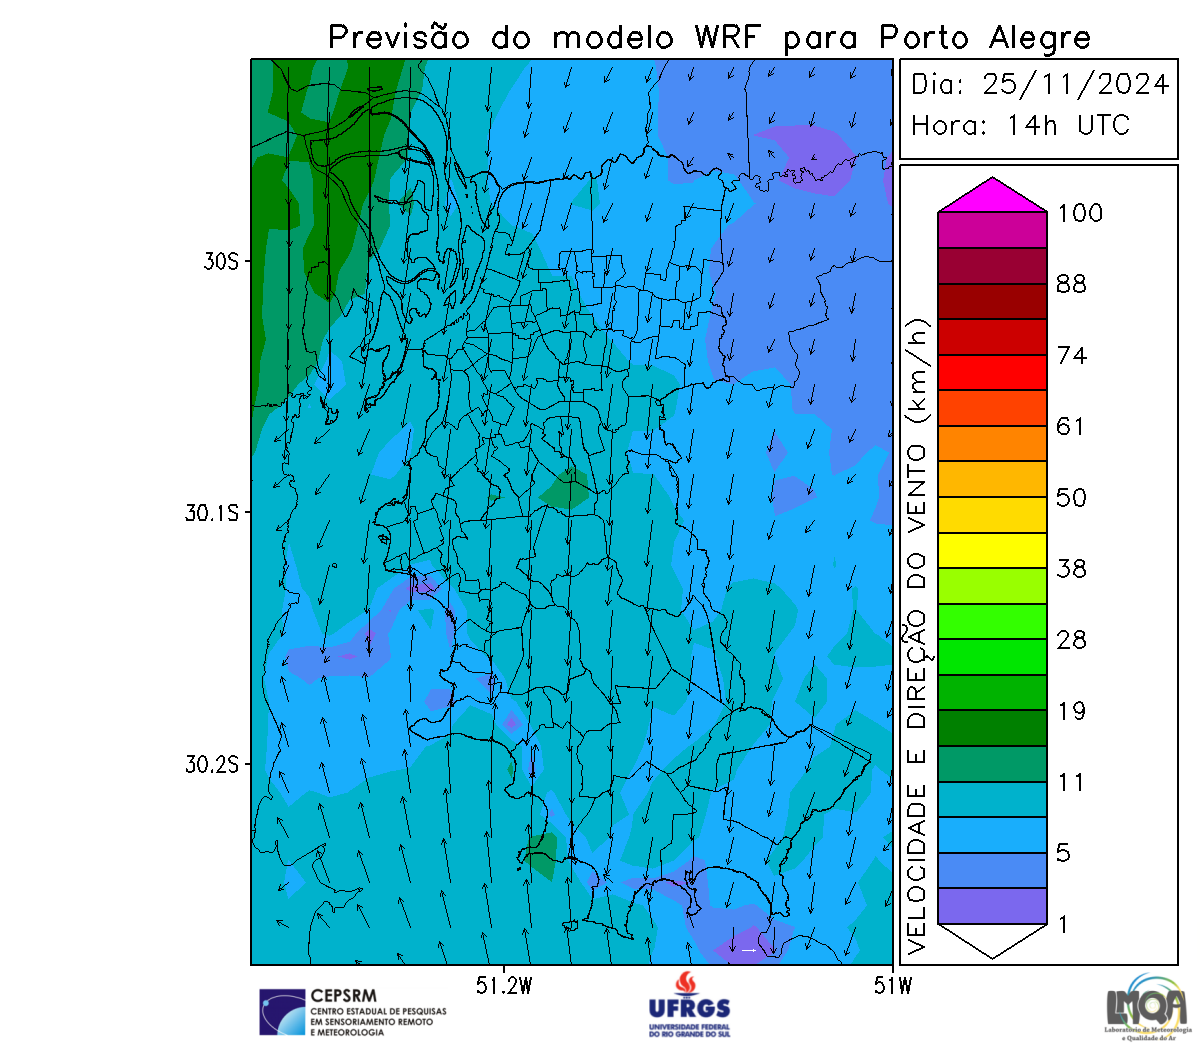 Previsão do modelo WRF para Porto Alegre
Dia: 25/11/2024
Hora: 14h UTC
30S
30.1S
30.2S
51.2W
51W
VELOCIDADE E DIREÇÃO DO VENTO (km/h)
100
88
74
61
50
38
28
19
11
5
1
CEPSRM
CENTRO ESTADUAL DE PESQUISAS
EM SENSORIAMENTO REMOTO
E METEOROLOGIA
UFRGS
UNIVERSIDADE FEDERAL
DO RIO GRANDE DO SUL
LMQA
Laboratório de Meteorologia
e Qualidade do Ar